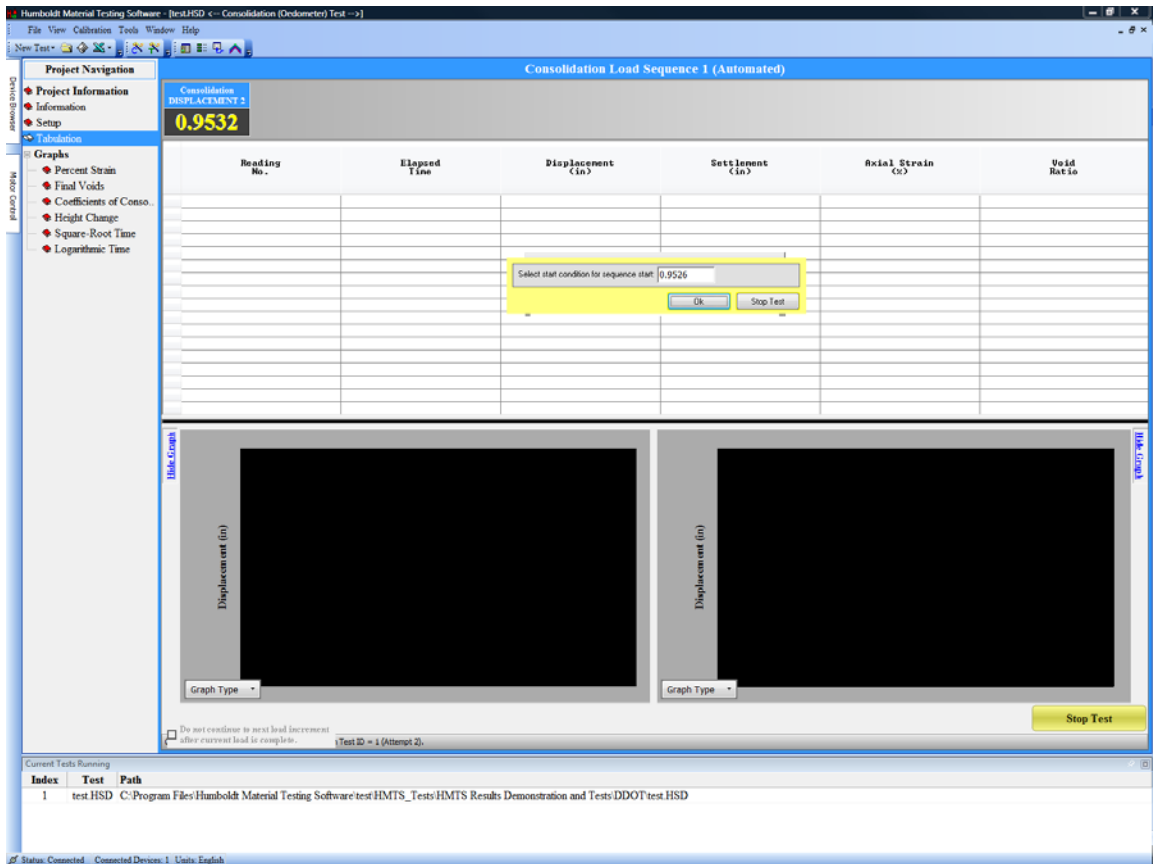 Humboldt Material Testing Software - [test.HSD <-- Consolidation (Oedometer) Test -->]
File View Calibration Tools Window Help
New Test
Device Browser
Motor Control
Project Navigation
Project Information
Information
Setup
Tabulation
Graphs
Percent Strain
Final Voids
Coefficients of Conso..
Height Change
Square-Root Time
Logarithmic Time
Consolidation Load Sequence 1 (Automated)
Consolidation
DISPLACEMENT 2
0.9532
Reading No. Elapsed Time Displacement (in) Settlement (in) Axial Strain (%) Void Ratio
Select start condition for sequence start 0.9526
Ok Stop Test
Hide Graph
Displacement (in)
Graph Type
Displacement (in)
Graph Type
Hide Graph
Stop Test
Do not continue to next load increment
after current load is complete.
Test ID = 1 (Attempt 2).
Current Tests Running
Index Test Path
1 test.HSD C:\Program Files\Humboldt Material Testing Software\test\HMTS_Tests\HMTS Results Demonstration and Tests\DDOT\test.HSD
Status: Connected Connected Devices: 1 Units: English